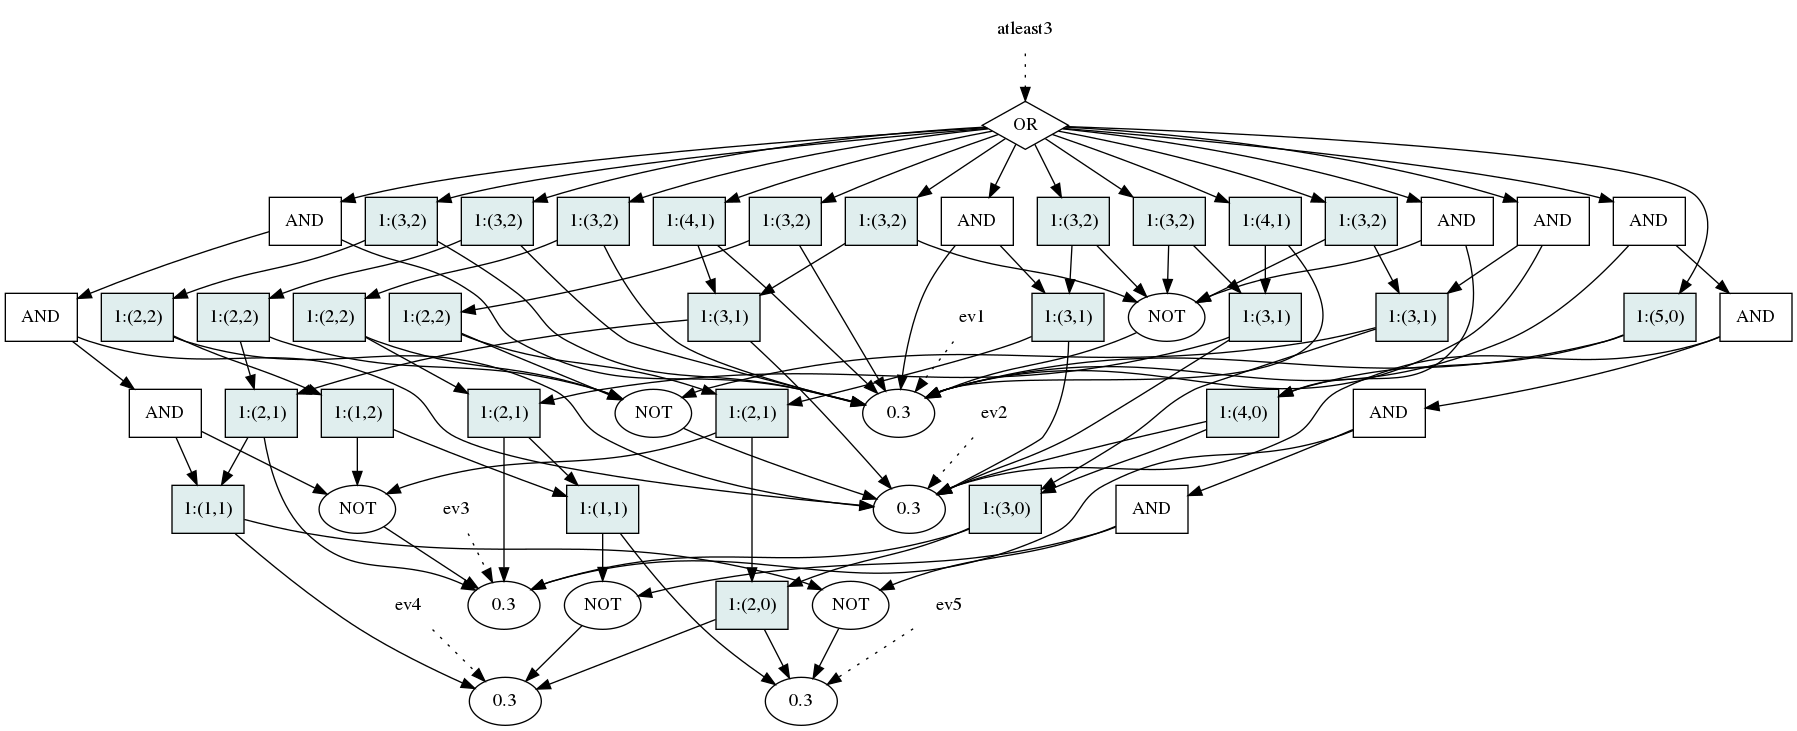 atleast3
OR
AND
1:(3,2)
1:(3,2)
1:(3,2)
1:(4,1)
1:(3,2)
1:(3,2)
AND
1:(3,2)
1:(3,2)
1:(4,1)
1:(3,2)
AND
AND
AND
AND
1:(2,2)
1:(2,2)
1:(2,2)
1:(2,2)
1:(3,1)
ev1
1:(3,1)
NOT
1:(3,1)
1:(3,1)
1:(5,0)
AND
AND
1:(2,1)
1:(1,2)
1:(2,1)
NOT
1:(2,1)
0.3
ev2
1:(4,0)
AND
1:(1,1)
NOT
ev3
1:(1,1)
0.3
1:(3,0)
AND
ev4
0.3
NOT
1:(2,0)
NOT
ev5
0.3
0.3